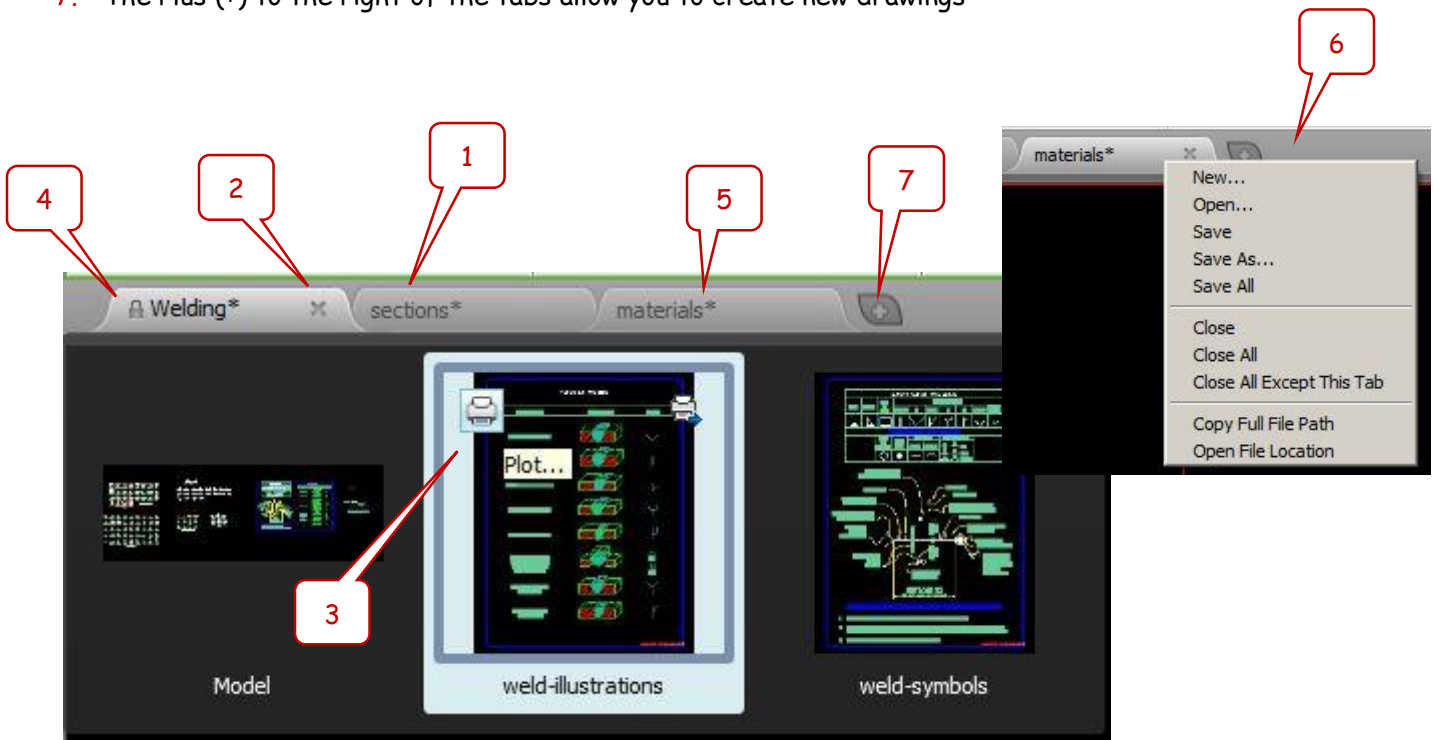 7. The Plus (+) to the right of the tabs allow you to create new drawings
6
1
2
7
4
5
materials*
New...
Open...
Save
Save As...
Save All
Close
Close All
Close All Except This Tab
Copy Full File Path
Open File Location
Welding*
sections*
materials*
Plot...
3
Model
weld-illustrations
weld-symbols